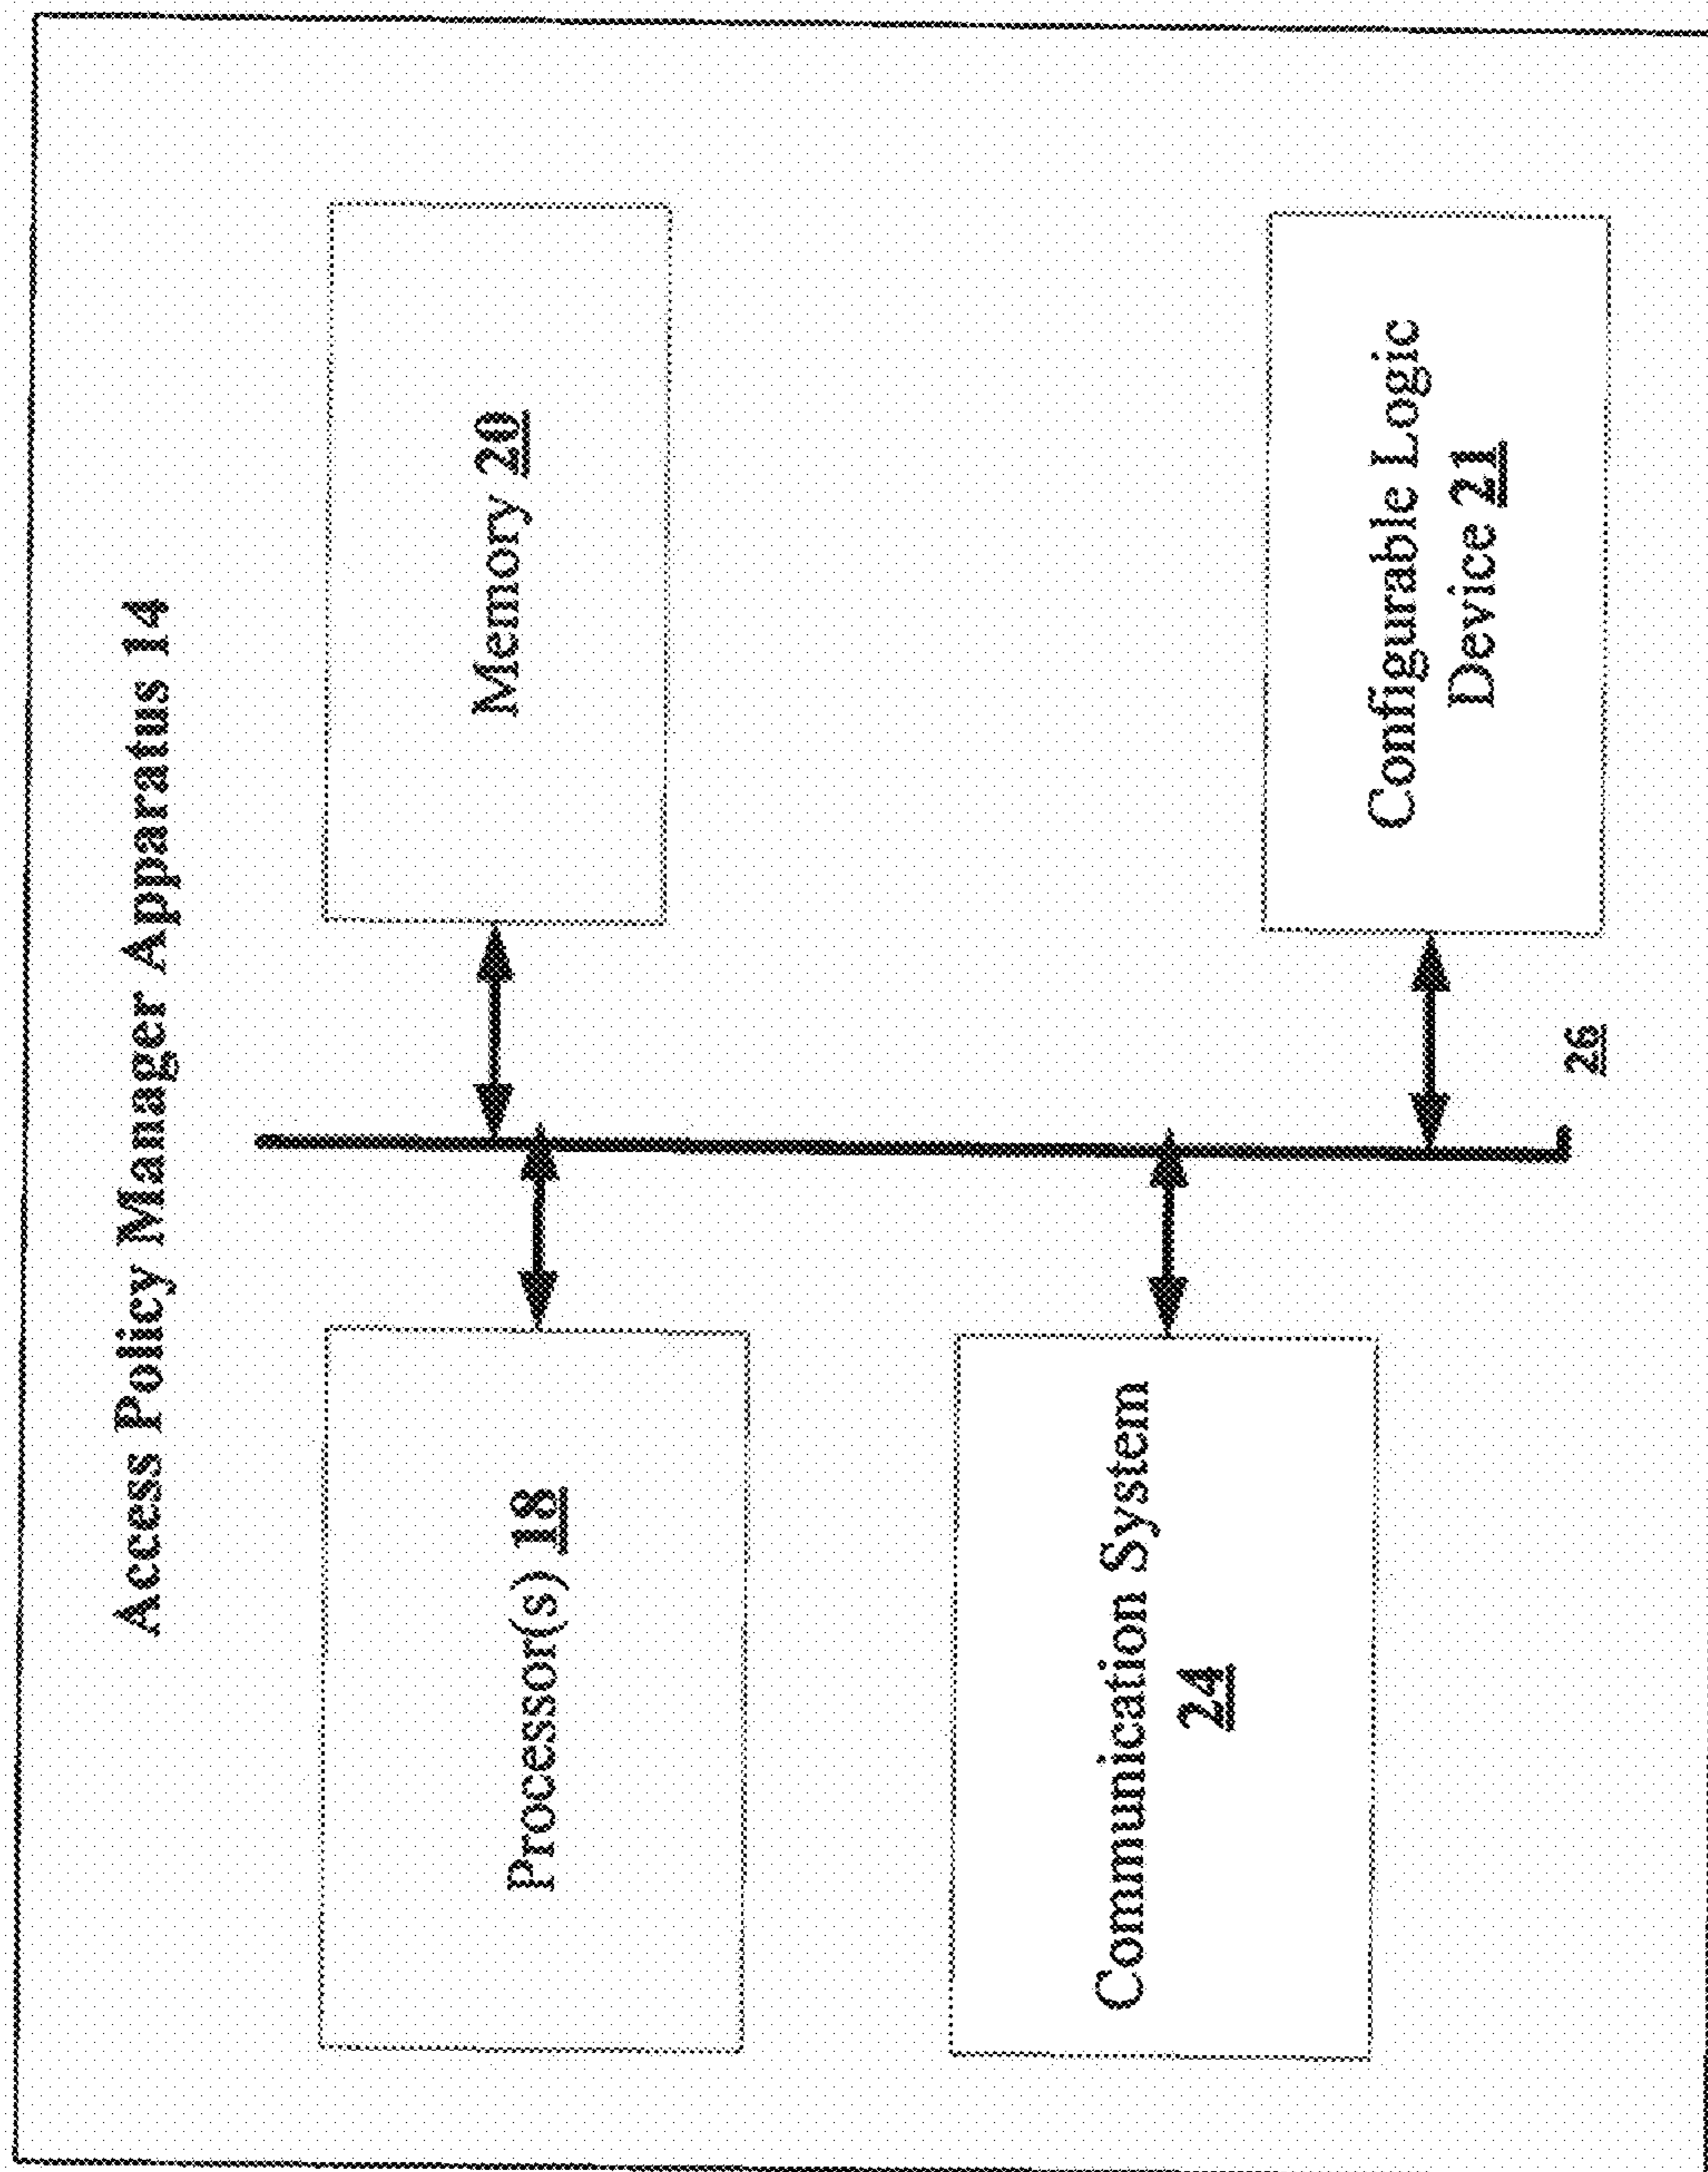 Access Policy Manager Apparatus 14
Processor(s) 18
Memory 20
Communication System
24
Configurable Logic
Device 21
26